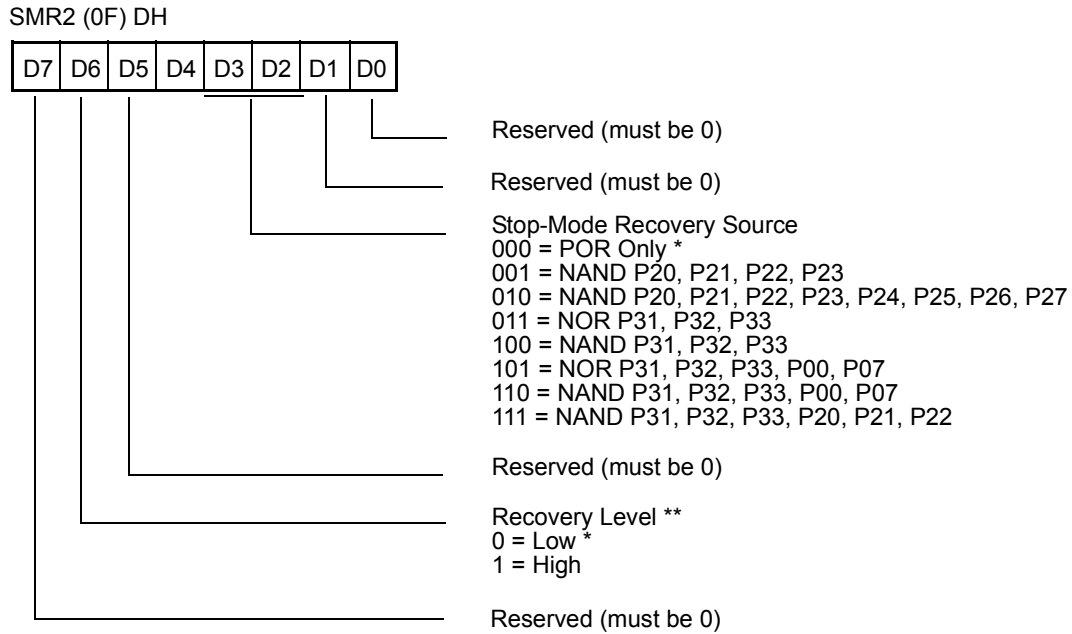 SMR2 (0F) DH
D7 D6 D5 D4 D3 D2 D1 D0
Reserved (must be 0)
Reserved (must be 0)
Stop-Mode Recovery Source
000 = POR Only *
001 = NAND P20, P21, P22, P23
010 = NAND P20, P21, P22, P23, P24, P25, P26, P27
011 = NOR P31, P32, P33
100 = NAND P31, P32, P33
101 = NOR P31, P32, P33, P00, P07
110 = NAND P31, P32, P33, P00, P07
111 = NAND P31, P32, P33, P20, P21, P22
Reserved (must be 0)
Recovery Level **
0 = Low *
1 = High
Reserved (must be 0)